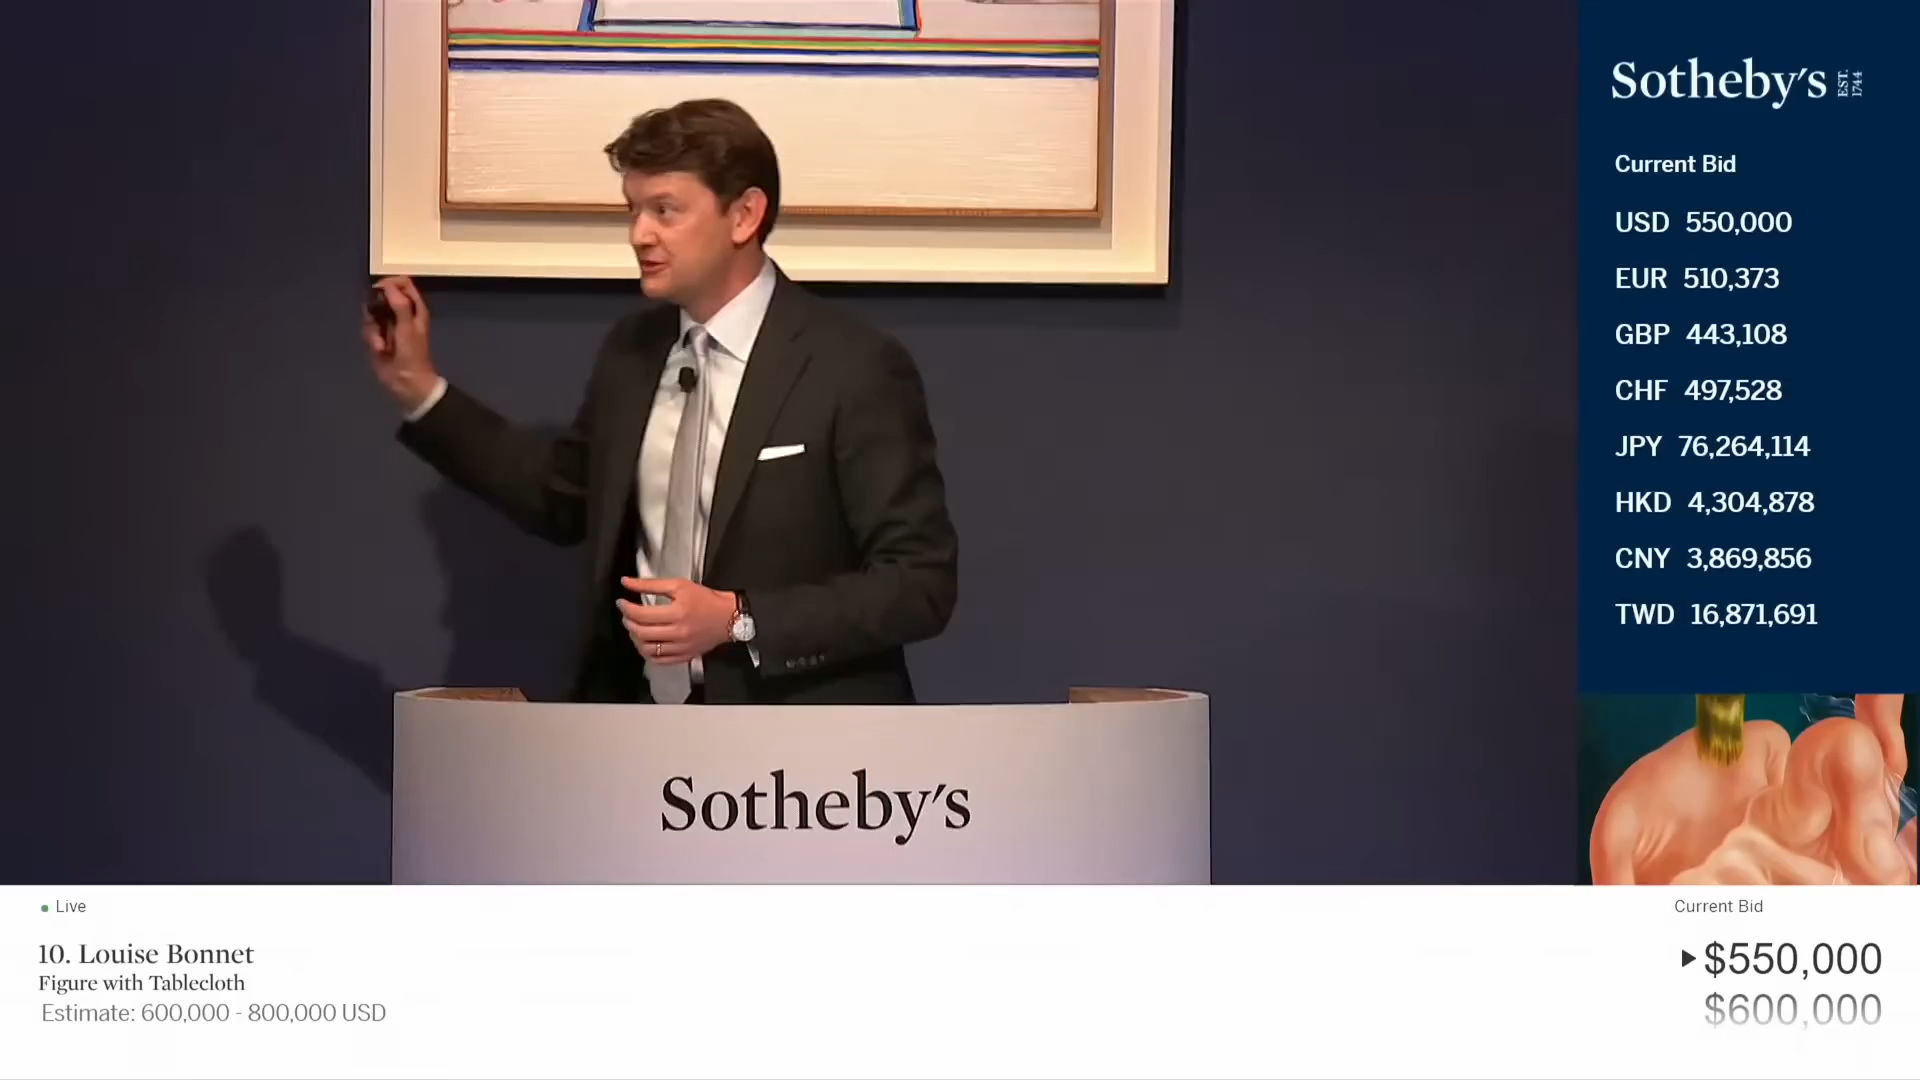 Sotheby's EST. 1744
Current Bid
USD 550,000
EUR 510,373
GBP 443,108
CHF 497,528
JPY 76,264,114
HKD 4,304,878
CNY 3,869,856
TWD 16,871,691
Sotheby's
Live
10. Louise Bonnet
Figure with Tablecloth
Estimate: 600,000 - 800,000 USD
Current Bid
$550,000
$600,000